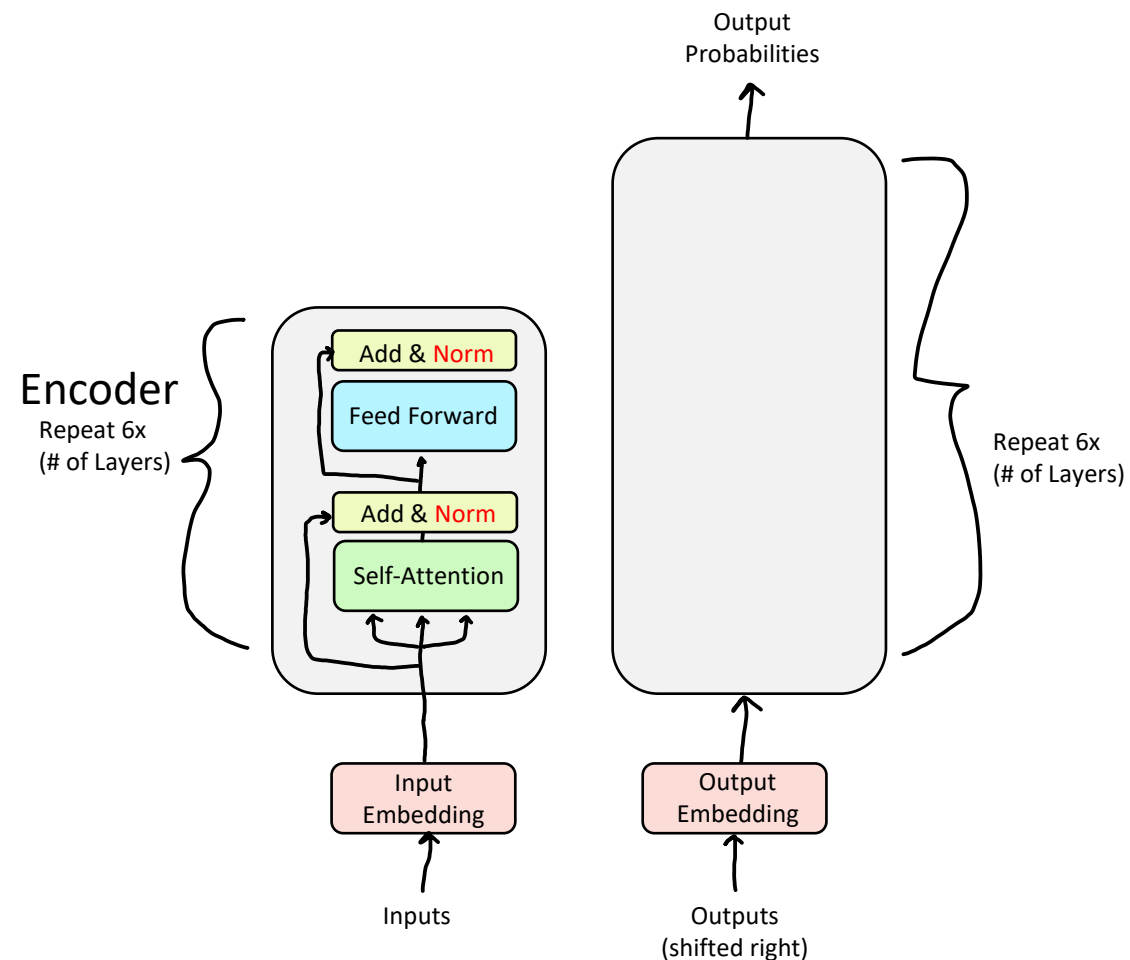 Output
Probabilities
Add & Norm
Encoder
Feed Forward
Repeat 6x
(# of Layers)
Repeat 6x
(# of Layers)
Add & Norm
Self-Attention
Input
Embedding
Output
Embedding
Inputs
Outputs
(shifted right)